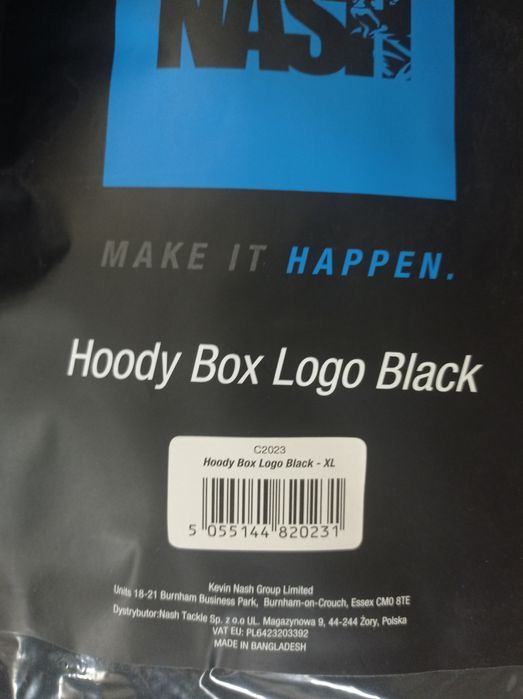 NASH
MAKE IT HAPPEN.
Hoody Box Logo Black
C2023
Hoody Box Logo Black - XL
5 055144 820231
Kevin Nash Group Limited
Units 18-21 Burnham Business Park, Burnham-on-Crouch, Essex CM0 8TE
Dystrybutor:Nash Tackle Sp. z o.o UL. Magazynowa 9, 44-244 Żory, Polska
VAT EU: PL6423203392
MADE IN BANGLADESH